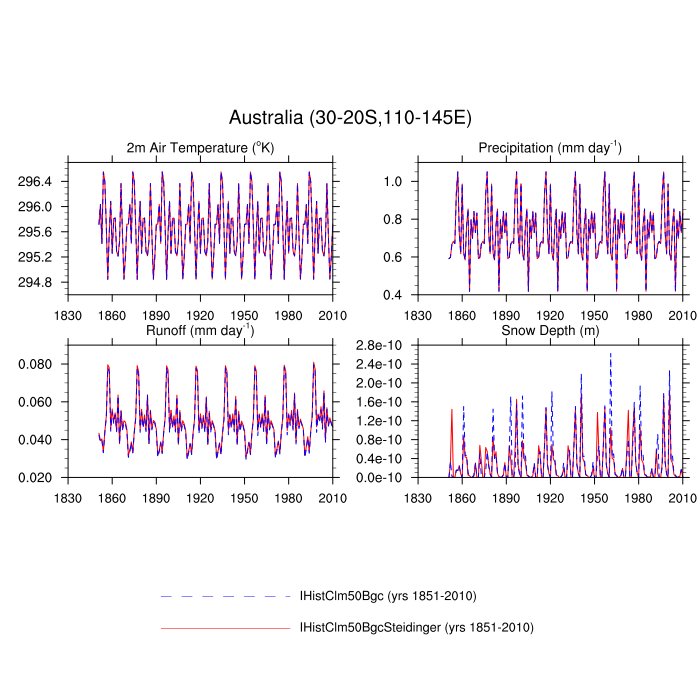 Australia (30-20S,110-145E)
2m Air Temperature (°K)
296.4
296.0
295.6
295.2
294.8
1830 1860 1890 1920 1950 1980 2010
Precipitation (mm day-1)
1.0
0.8
0.6
0.4
1830 1860 1890 1920 1950 1980 2010
Runoff (mm day-1)
0.080
0.060
0.040
0.020
1830 1860 1890 1920 1950 1980 2010
Snow Depth (m)
2.8e-10
2.4e-10
2.0e-10
1.6e-10
1.2e-10
0.8e-10
0.4e-10
0.0e-10
1830 1860 1890 1920 1950 1980 2010
IHistClm50Bgc (yrs 1851-2010)
IHistClm50BgcSteidinger (yrs 1851-2010)